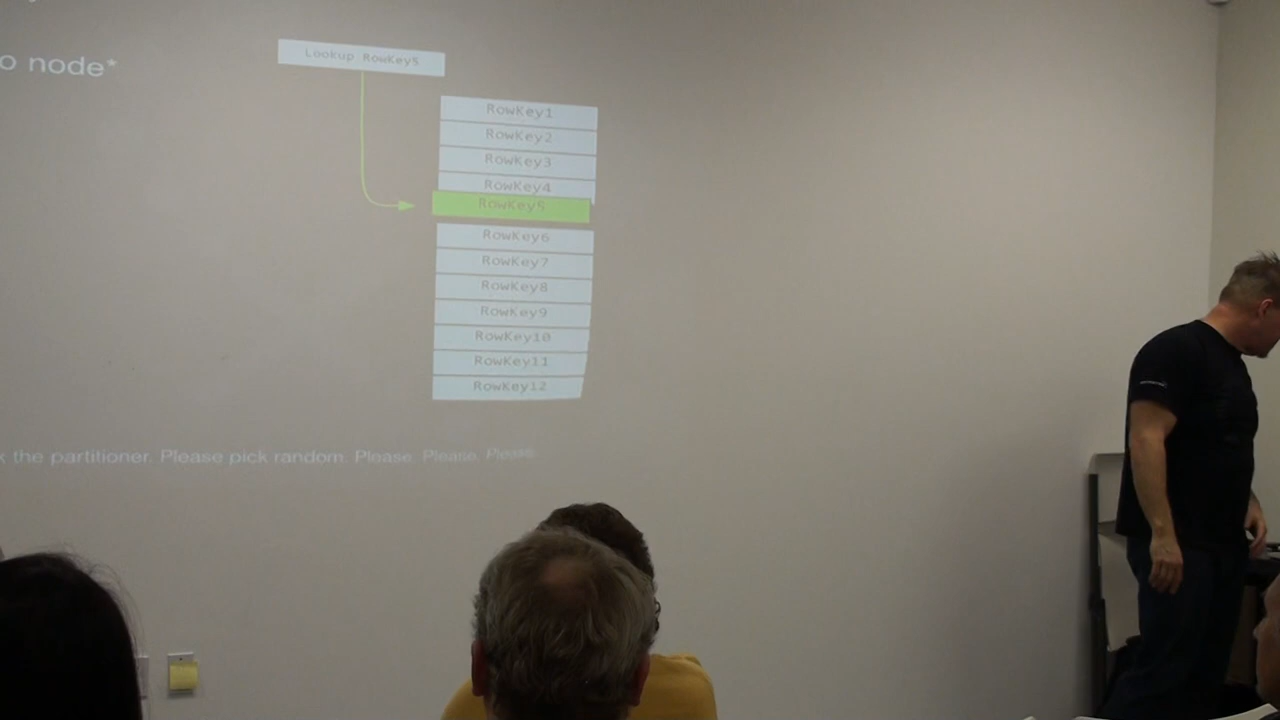 o node*
Lookup RowKey5
RowKey1
RowKey2
RowKey3
RowKey4
RowKey5
RowKey6
RowKey7
RowKey8
RowKey9
RowKey10
RowKey11
RowKey12
k the partitioner. Please pick random. Please. Please. Please.